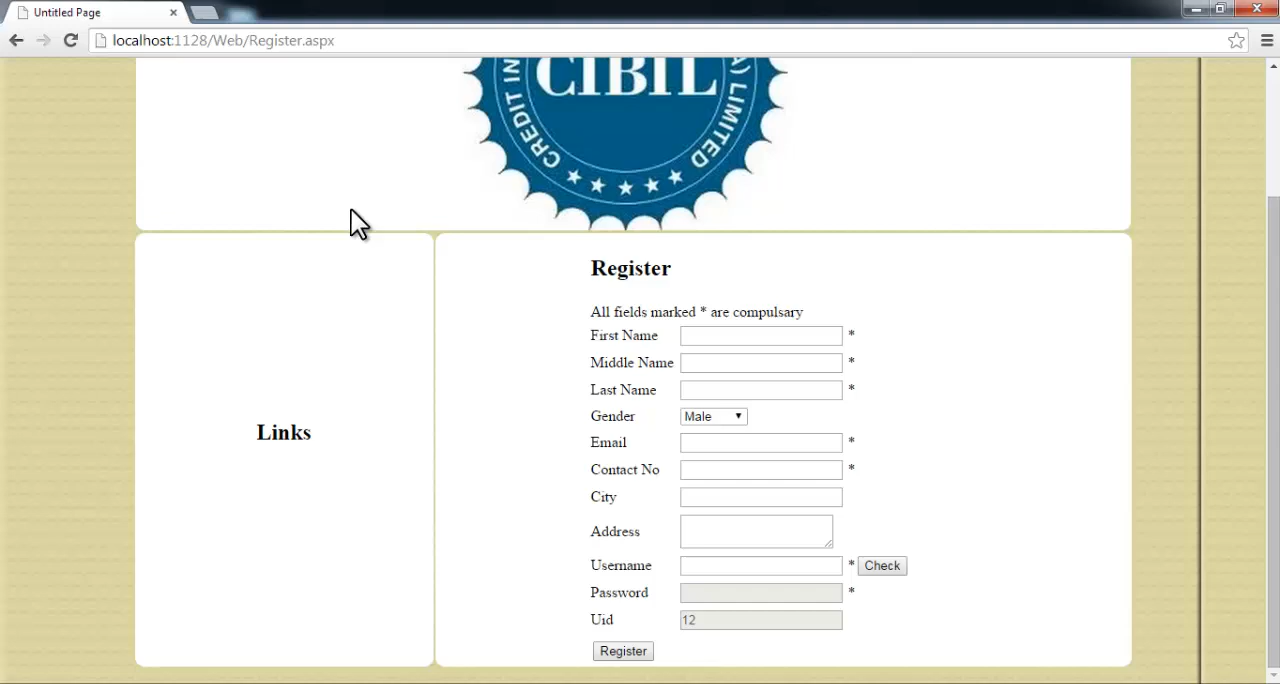 Untitled Page
localhost:1128/Web/Register.aspx
CIBIL
CREDIT IN
A) LIMITED
Register
All fields marked * are compulsary
First Name *
Middle Name *
Last Name *
Gender Male
Email *
Contact No *
City
Address
Username * Check
Password *
Uid 12
Register
Links